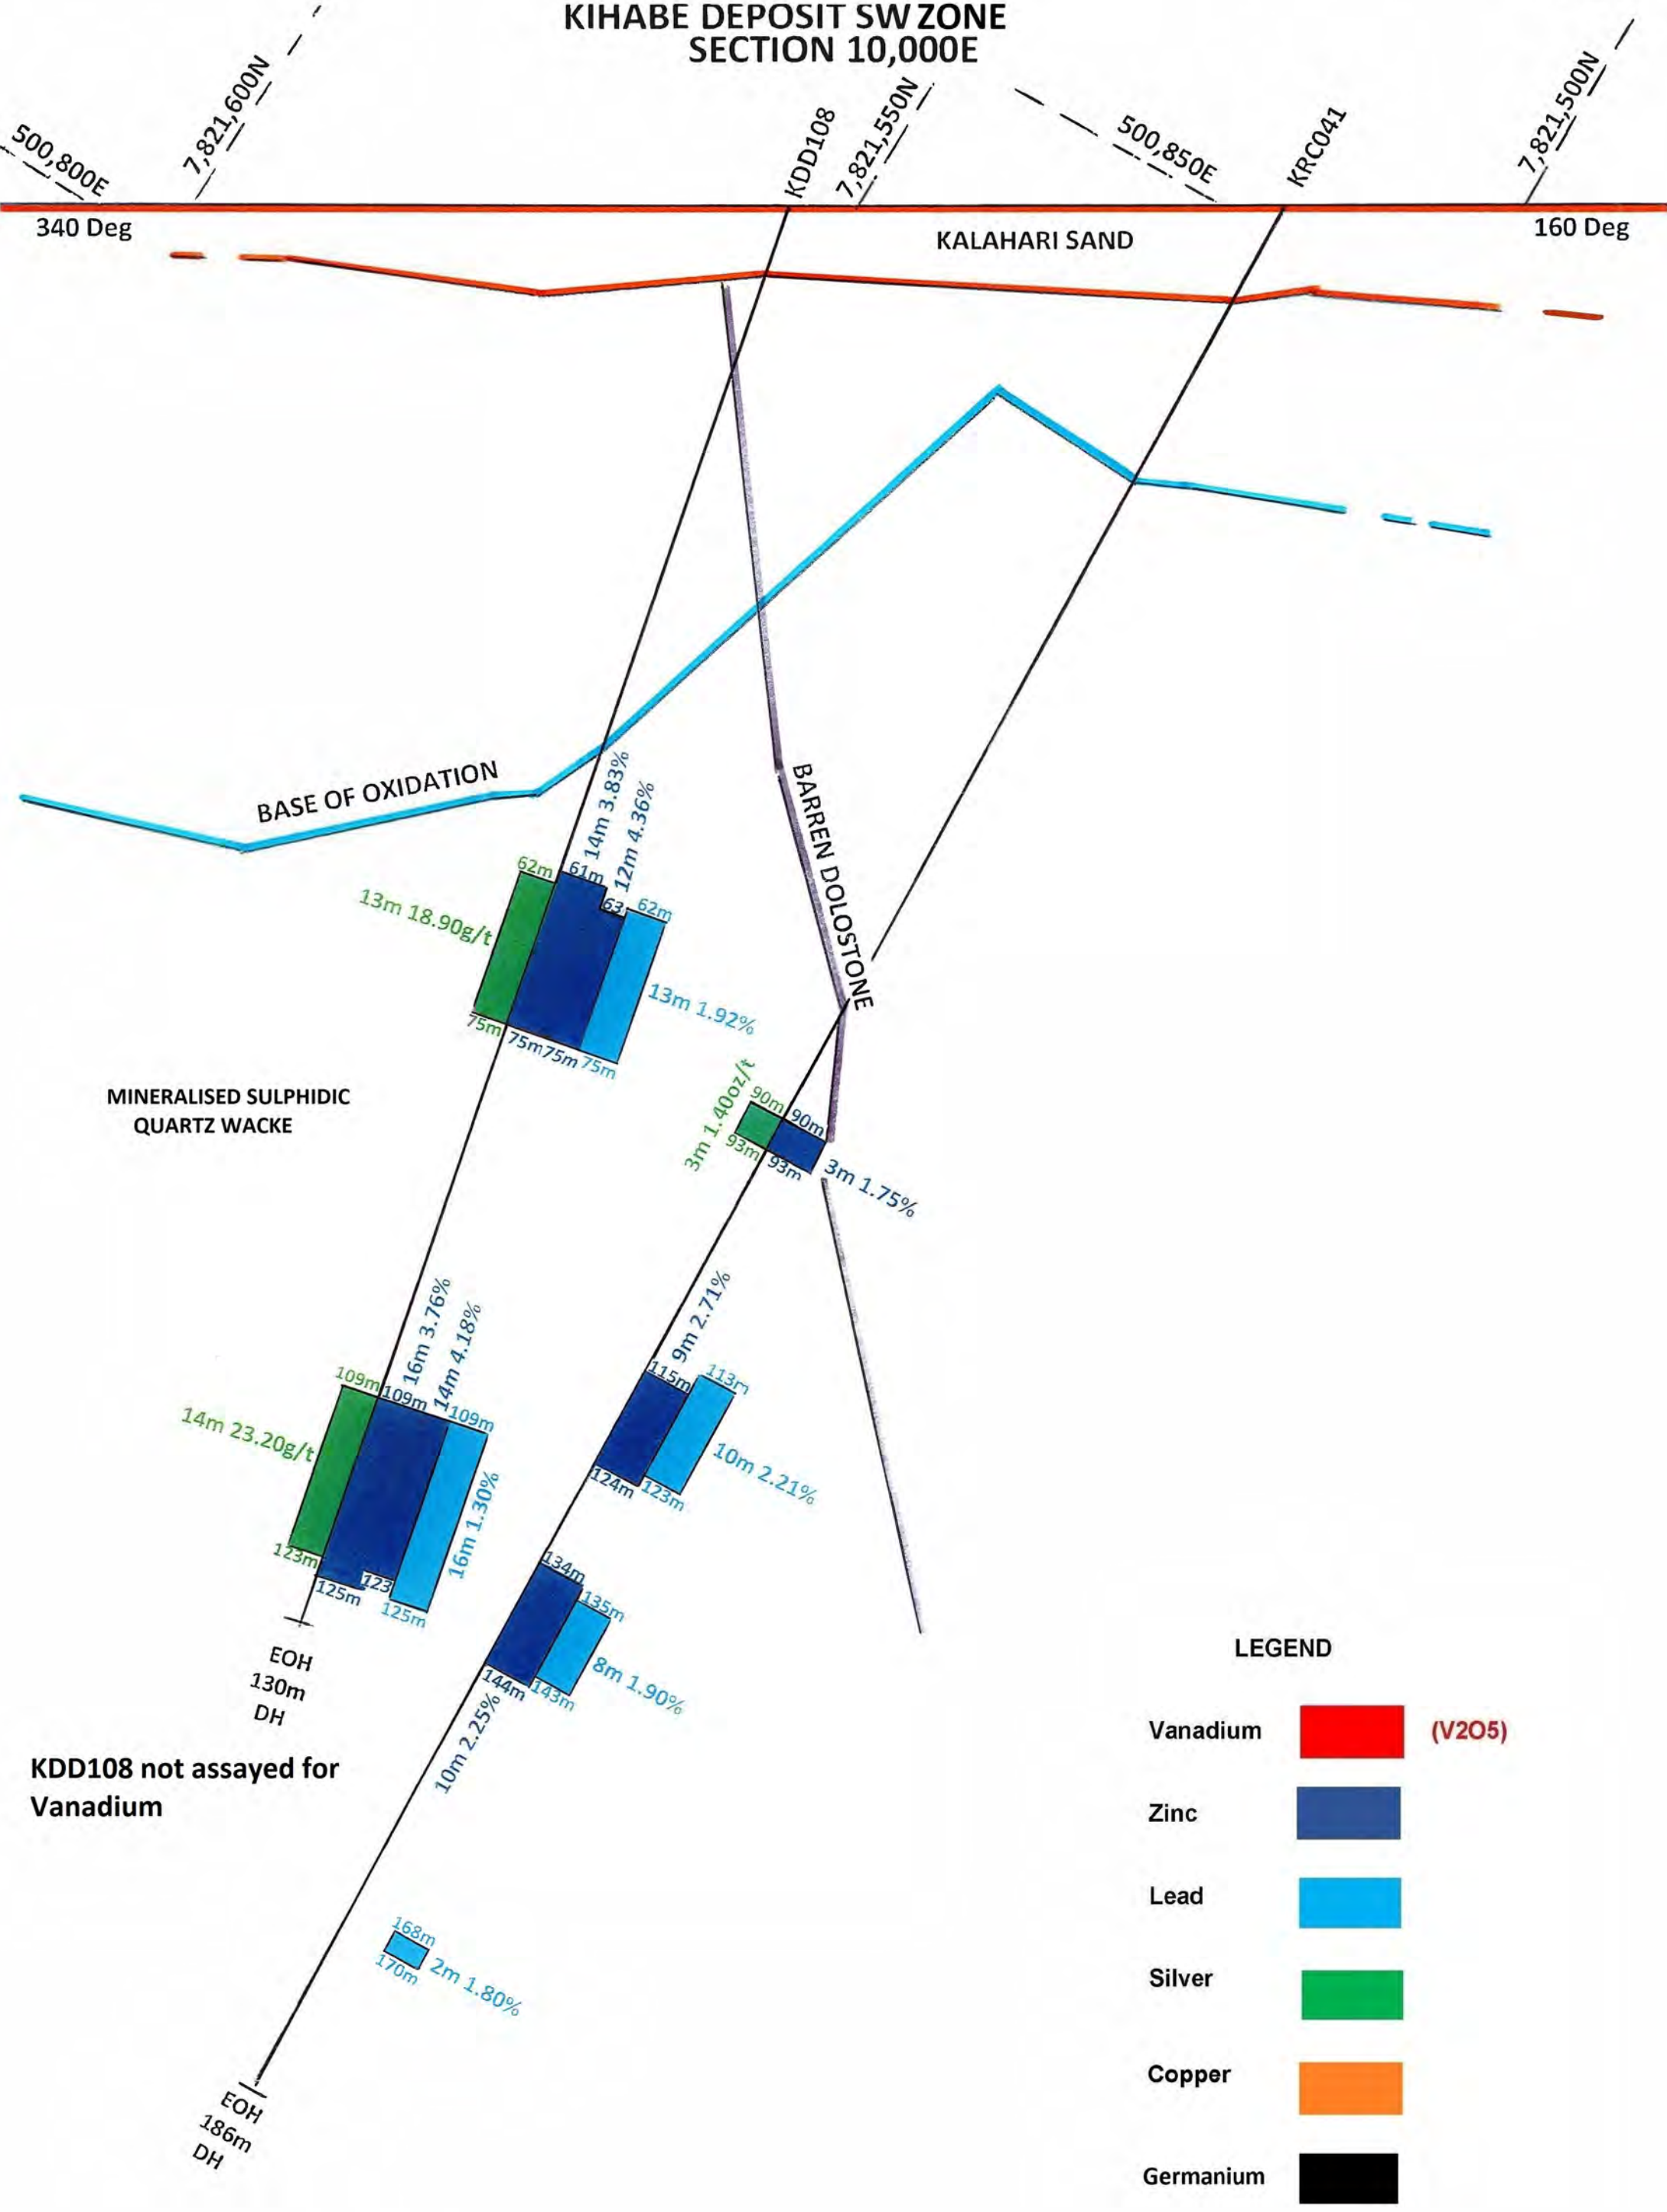 KIHABE DEPOSIT SW ZONE
SECTION 10,000E
500,800E
7,821,600N
KDD108
7,821,550N
500,850E
KRC041
7,821,500N
340 Deg
KALAHARI SAND
160 Deg
BASE OF OXIDATION
14m 3.83%
12m 4.36%
BARREN DOLOSTONE
62m
61m
63
62m
13m 18.90g/t
13m 1.92%
75m
75m
75m
75m
MINERALISED SULPHIDIC
QUARTZ WACKE
3m 1.40oz/t
90m
90m
93m
93m
3m 1.75%
16m 3.76%
14m 4.18%
9m 2.71%
109m
109m
109m
115m
113m
14m 23.20g/t
10m 2.21%
16m 1.30%
124m
123m
123m
125m
123
125m
134m
135m
8m 1.90%
144m
143m
10m 2.25%
EOH
130m
DH
KDD108 not assayed for
Vanadium
168m
170m
2m 1.80%
EOH
186m
DH
LEGEND
Vanadium
(V2O5)
Zinc
Lead
Silver
Copper
Germanium